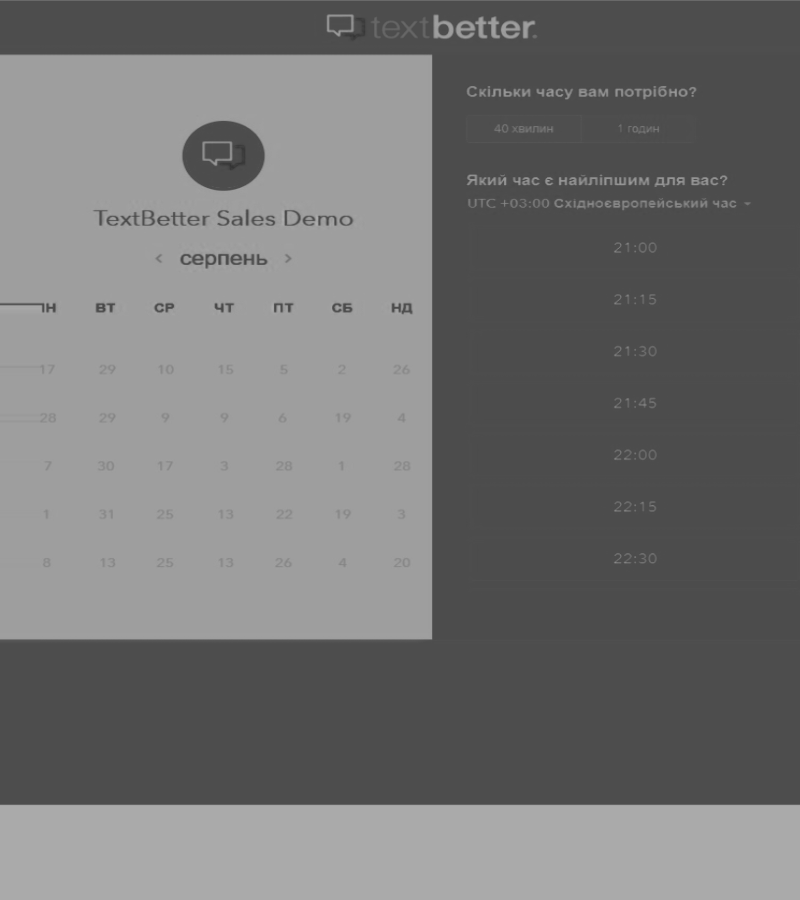 textbetter.
TextBetter Sales Demo
серпень
ВТ СР ЧТ ПТ СБ НД
17 29 10 15 5 2 26
28 29 9 9 6 19 4
7 30 17 3 28 1 28
1 31 25 13 22 19 3
8 13 25 13 26 4 20
Скільки часу вам потрібно?
40 хвилин 1 годин
Який час є найліпшим для вас?
UTC +03:00 Східноєвропейський час
21:00
21:15
21:30
21:45
22:00
22:15
22:30